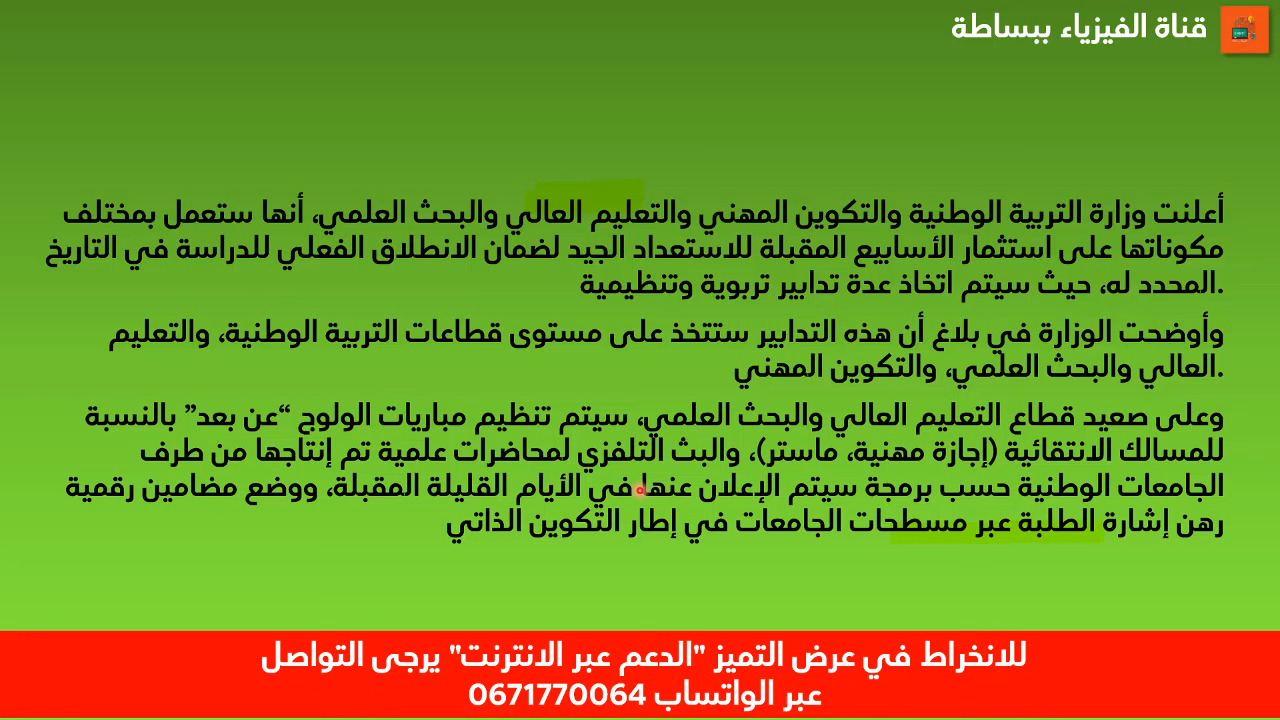 قناة الفيزياء ببساطة
أعلنت وزارة التربية الوطنية والتكوين المهني والتعليم العالي والبحث العلمي، أنها ستعمل بمختلف
مكوناتها على استثمار الأسابيع المقبلة للاستعداد الجيد لضمان الانطلاق الفعلي للدراسة في التاريخ
المحدد له، حيث سيتم اتخاذ عدة تدابير تربوية وتنظيمية.
وأوضحت الوزارة في بلاغ أن هذه التدابير ستتخذ على مستوى قطاعات التربية الوطنية، والتعليم
العالي والبحث العلمي، والتكوين المهني.
وعلى صعيد قطاع التعليم العالي والبحث العلمي، سيتم تنظيم مباريات الولوج “عن بعد” بالنسبة
للمسالك الانتقائية (إجازة مهنية، ماستر)، والبث التلفزي لمحاضرات علمية تم إنتاجها من طرف
الجامعات الوطنية حسب برمجة سيتم الإعلان عنها في الأيام القليلة المقبلة، ووضع مضامين رقمية
رهن إشارة الطلبة عبر مسطحات الجامعات في إطار التكوين الذاتي
للانخراط في عرض التميز "الدعم عبر الانترنت" يرجى التواصل
عبر الواتساب 0671770064